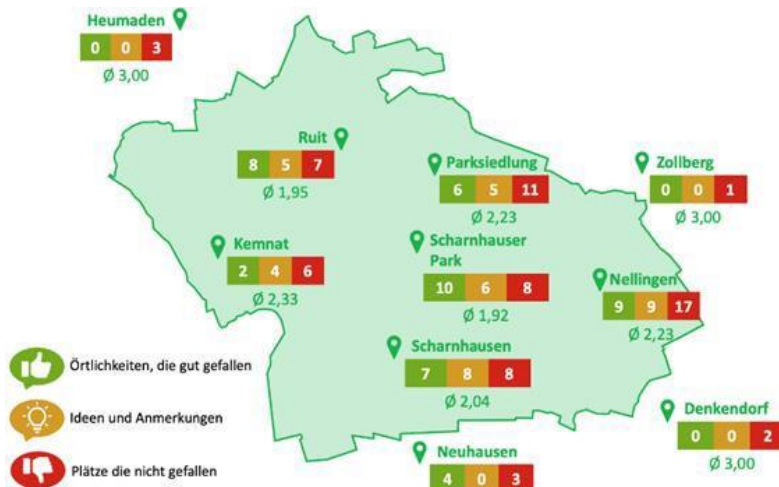 Heumaden
0 0 3
Ø 3,00
Ruit
8 5 7
Ø 1,95
Parksiedlung
6 5 11
Ø 2,23
Zollberg
0 0 1
Ø 3,00
Kemnat
2 4 6
Ø 2,33
Scharnhauser
Park
10 6 8
Ø 1,92
Nellingen
9 9 17
Ø 2,23
Scharnhausen
7 8 8
Ø 2,04
Denkendorf
0 0 2
Ø 3,00
Neuhausen
4 0 3
Örtlichkeiten, die gut gefallen
Ideen und Anmerkungen
Plätze die nicht gefallen